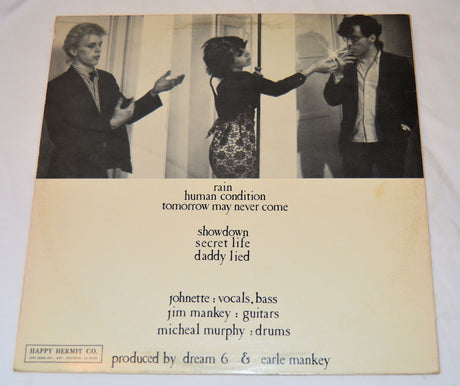 rain
human condition
tomorrow may never come
showdown
secret life
daddy lied
johnette : vocals, bass
jim mankey : guitars
micheal murphy : drums
HAPPY HERMIT CO.
produced by dream 6 & earle mankey